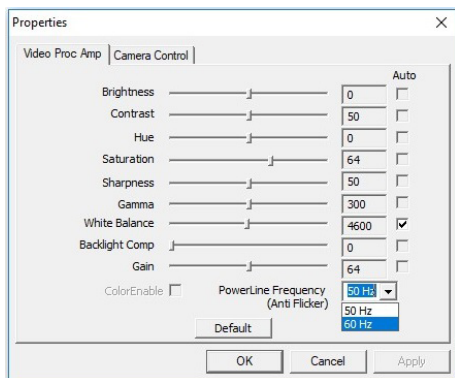 Properties
Video Proc Amp Camera Control
Auto
Brightness 0
Contrast 50
Hue 0
Saturation 64
Sharpness 50
Gamma 300
White Balance 4600
Backlight Comp 0
Gain 64
ColorEnable PowerLine Frequency 50 Hz
(Anti Flicker) 50 Hz
60 Hz
Default
OK Cancel Apply